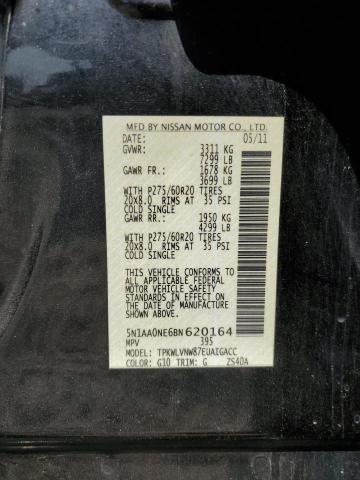 MFD BY NISSAN MOTOR CO., LTD.
DATE: 05/11
GVWR: 3311 KG
7299 LB
GAWR FR.: 1678 KG
3699 LB
WITH P275/60R20 TIRES
20X8.0 RIMS AT 35 PSI
COLD SINGLE
GAWR RR.: 1950 KG
4299 LB
WITH P275/60R20 TIRES
20X8.0 RIMS AT 35 PSI
COLD SINGLE
THIS VEHICLE CONFORMS TO
ALL APPLICABLE FEDERAL
MOTOR VEHICLE SAFETY
STANDARDS IN EFFECT ON
THE DATE OF MANUFACTURE
SHOWN ABOVE
5N1AA0NE6BN620164
MPV 395
MODEL: TPKWLVNW87EUAIGACC
COLOR: G10 TRIM: G ZS40A